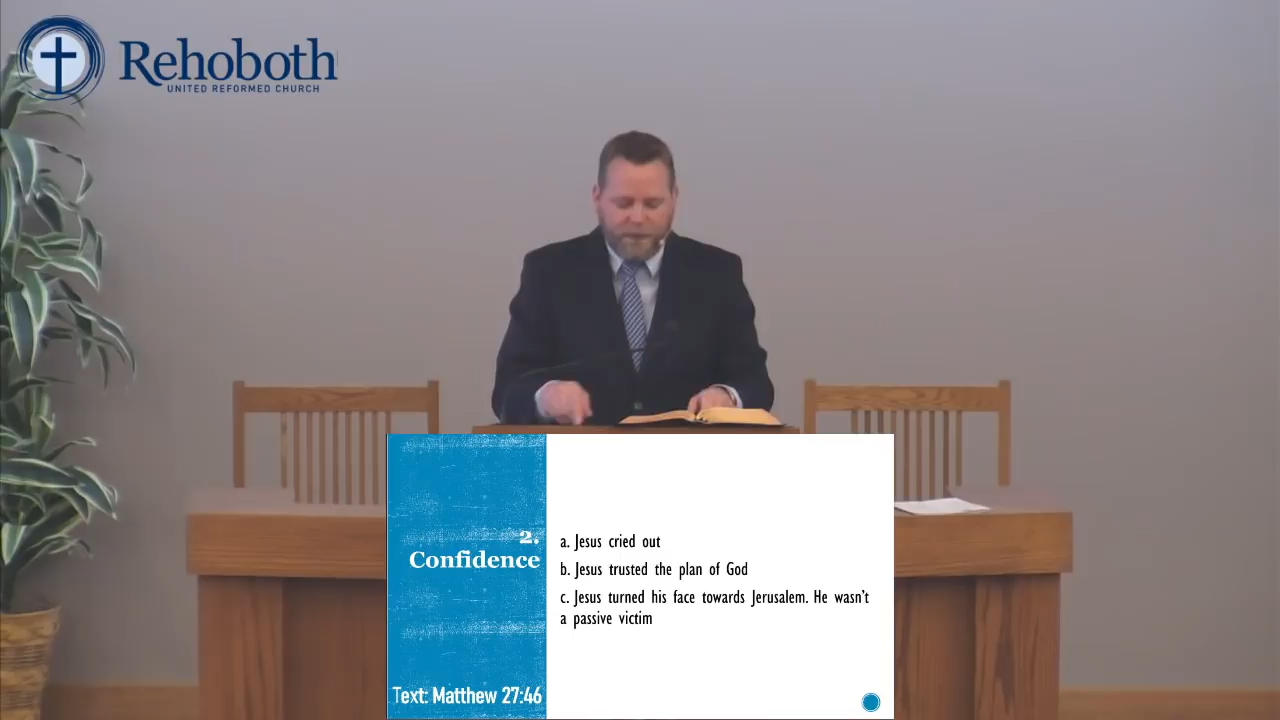 Rehoboth
UNITED REFORMED CHURCH
2.
Confidence
a. Jesus cried out
b. Jesus trusted the plan of God
c. Jesus turned his face towards Jerusalem. He wasn't
a passive victim
Text: Matthew 27:46